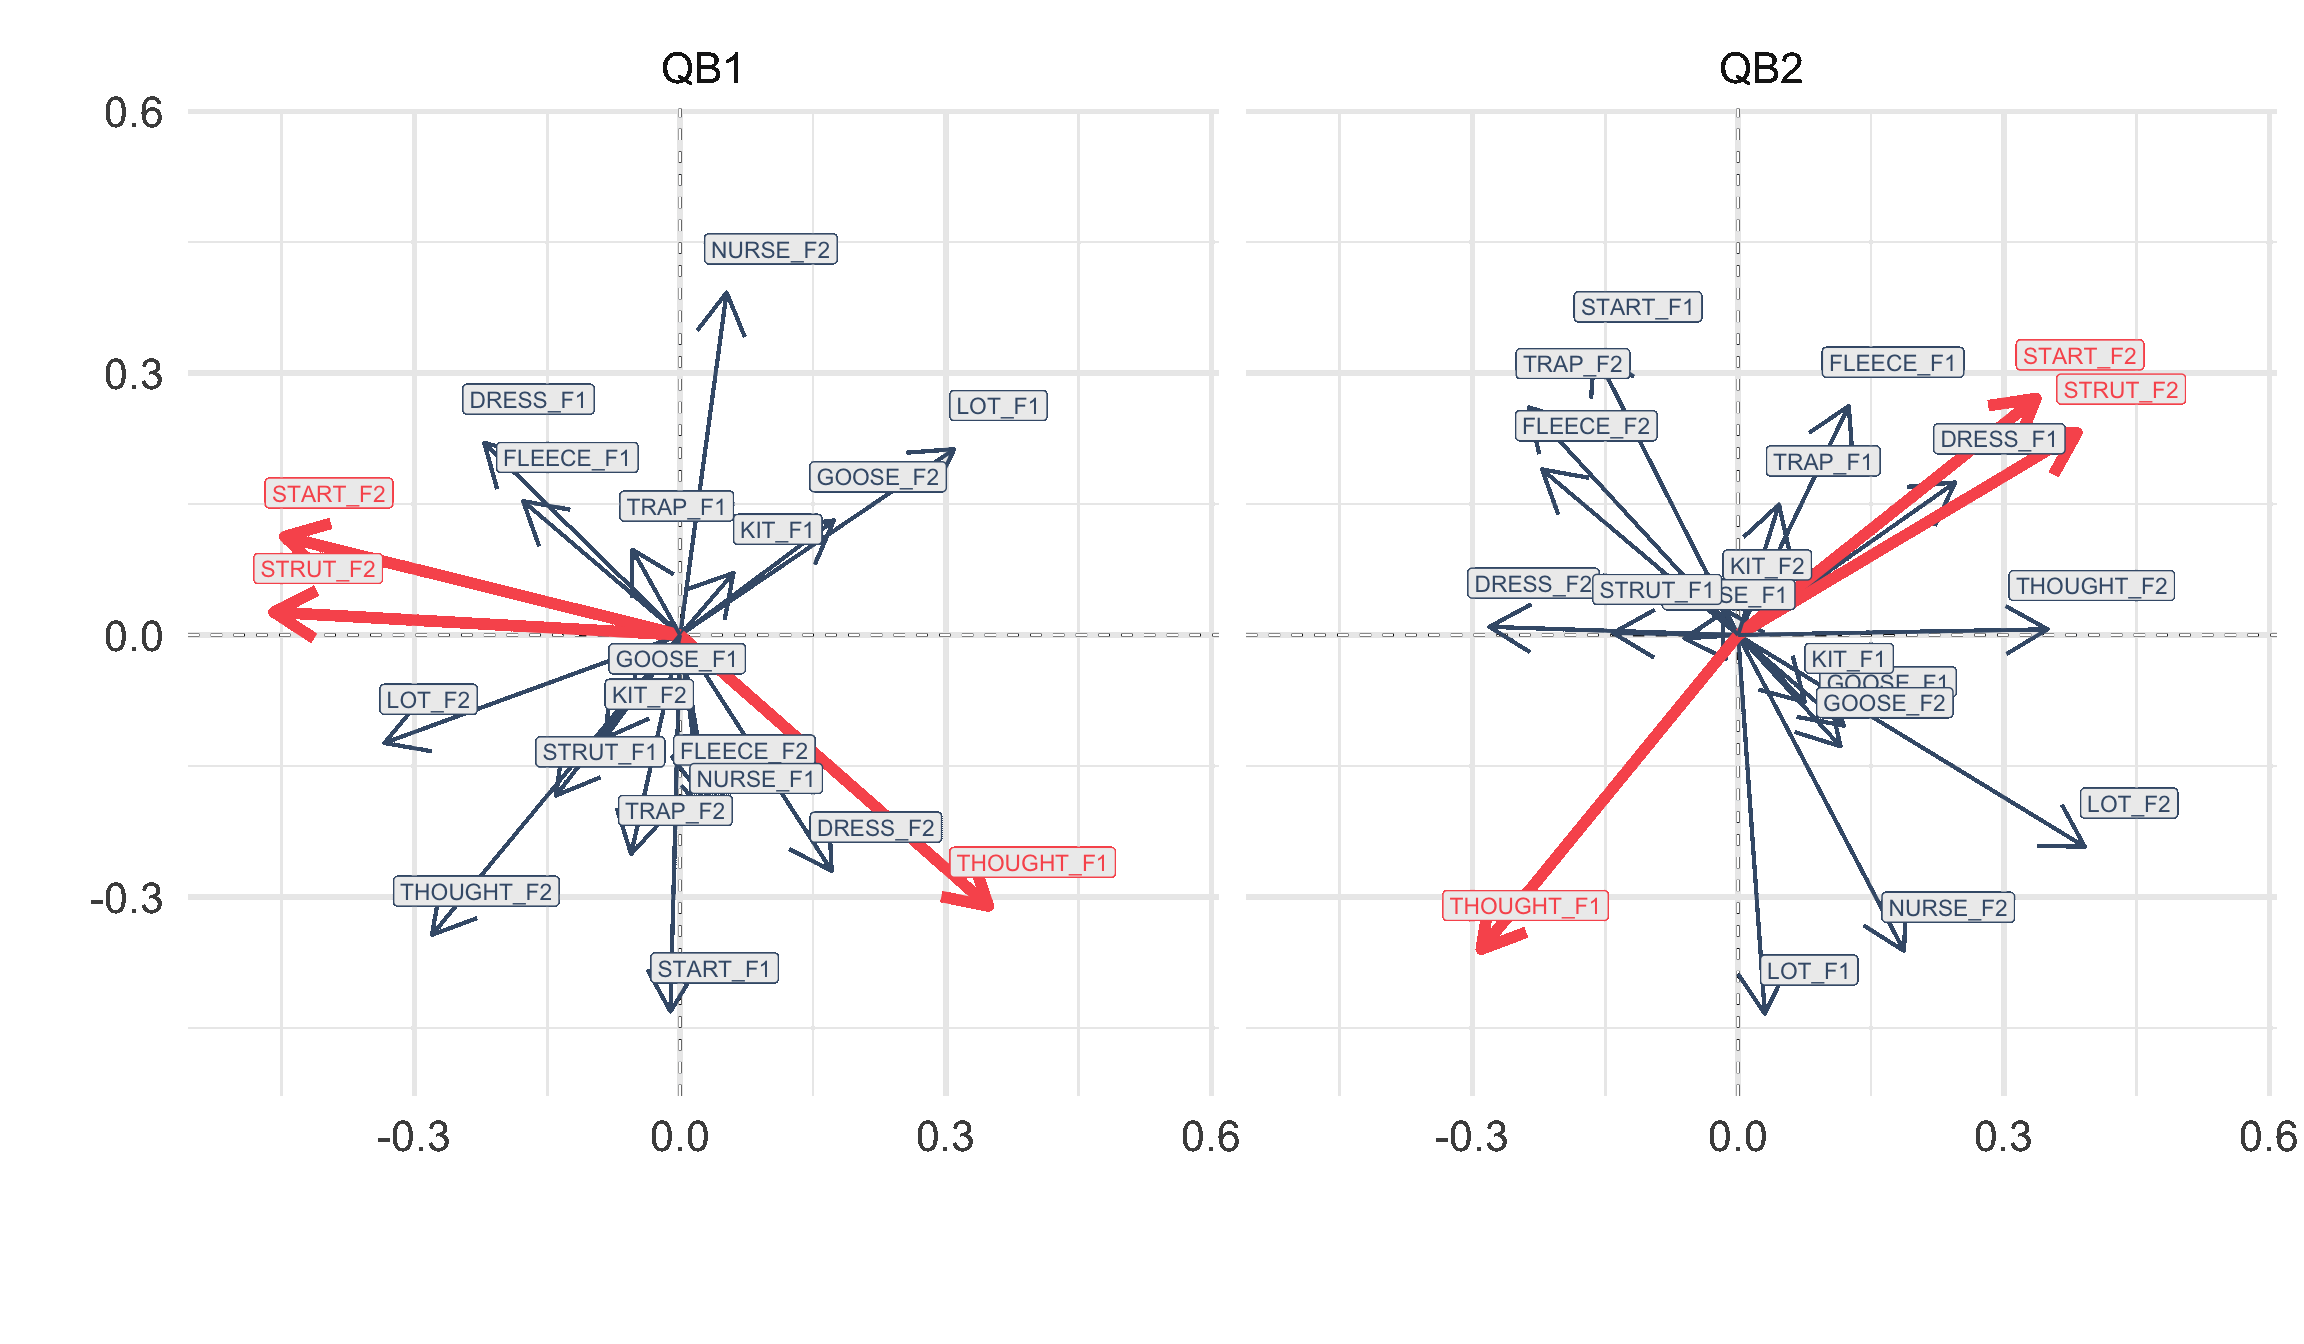 QB1
QB2
0.6
0.3
0.0
-0.3
NURSE_F2
DRESS_F1
LOT_F1
FLEECE_F1
GOOSE_F2
START_F2
TRAP_F1
KIT_F1
STRUT_F2
GOOSE_F1
KIT_F2
LOT_F2
STRUT_F1
FLEECE_F2
NURSE_F1
TRAP_F2
DRESS_F2
THOUGHT_F1
THOUGHT_F2
START_F1
START_F1
TRAP_F2
FLEECE_F1
START_F2
STRUT_F2
FLEECE_F2
DRESS_F1
TRAP_F1
KIT_F2
DRESS_F2
STRUT_F1
SE_F1
THOUGHT_F2
KIT_F1
GOOSE_F1
GOOSE_F2
LOT_F2
THOUGHT_F1
NURSE_F2
LOT_F1
-0.3
0.0
0.3
0.6
-0.3
0.0
0.3
0.6